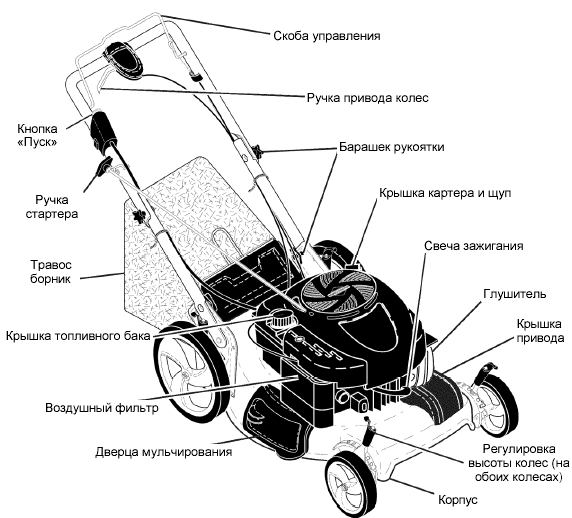 Скоба управления
Ручка привода колес
Кнопка
«Пуск»
Барашек рукоятки
Крышка картера и щуп
Ручка
стартера
Свеча зажигания
Травос
борник
Глушитель
Крышка
привода
Крышка топливного бака
Воздушный фильтр
Дверца мульчирования
Регулировка
высоты колес (на
обоих колесах)
Корпус